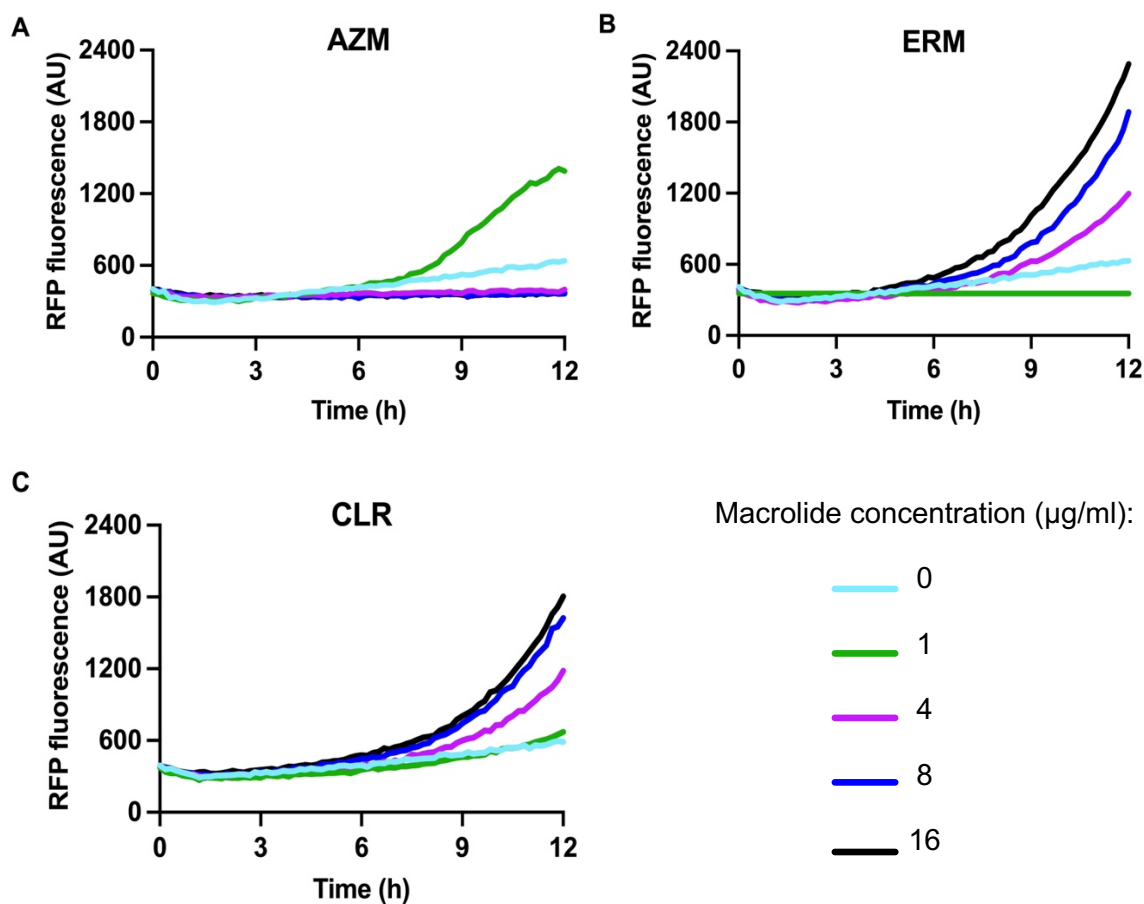 A
AZM
RFP fluorescence (AU)
2400
1800
1200
600
0
0 3 6 9 12
Time (h)
B
ERM
RFP fluorescence (AU)
2400
1800
1200
600
0
0 3 6 9 12
Time (h)
C
CLR
RFP fluorescence (AU)
2400
1800
1200
600
0
0 3 6 9 12
Time (h)
Macrolide concentration (µg/ml):
0
1
4
8
16